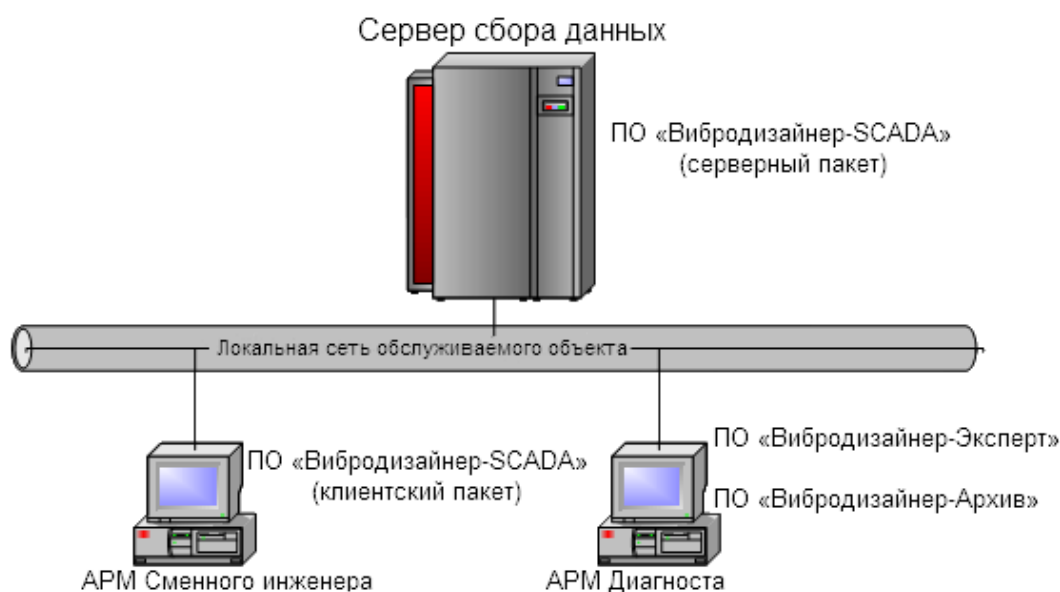 Сервер сбора данных
ПО «Вибродизайнер-SCADA»
(серверный пакет)
Локальная сеть обслуживаемого объекта
ПО «Вибродизайнер-SCADA»
(клиентский пакет)
ПО «Вибродизайнер-Эксперт»
ПО «Вибродизайнер-Архив»
АРМ Сменного инженера
АРМ Диагноста